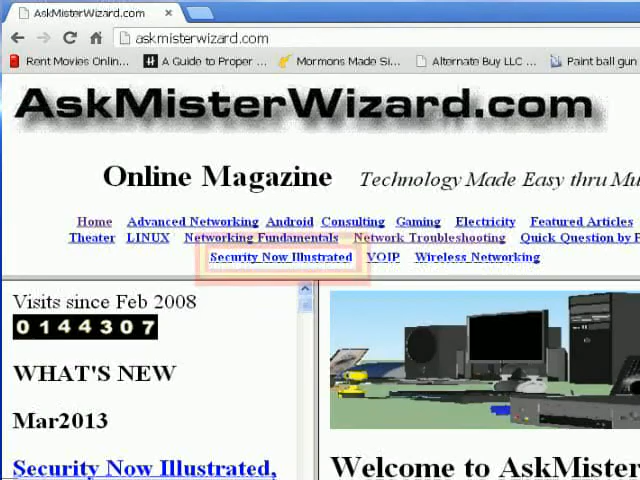 AskMisterWizard.com
askmisterwizard.com
Rent Movies Onlin... A Guide to Proper ... Mormons Made Si... Alternate Buy LLC ... Paint ball gun
AskMisterWizard.com
Online Magazine Technology Made Easy thru Mu
Home Advanced Networking Android Consulting Gaming Electricity Featured Articles
Theater LINUX Networking Fundamentals Network Troubleshooting Quick Question by
Security Now Illustrated VOIP Wireless Networking
Visits since Feb 2008
0144307
WHAT'S NEW
Mar2013
Security Now Illustrated,
Welcome to AskMister